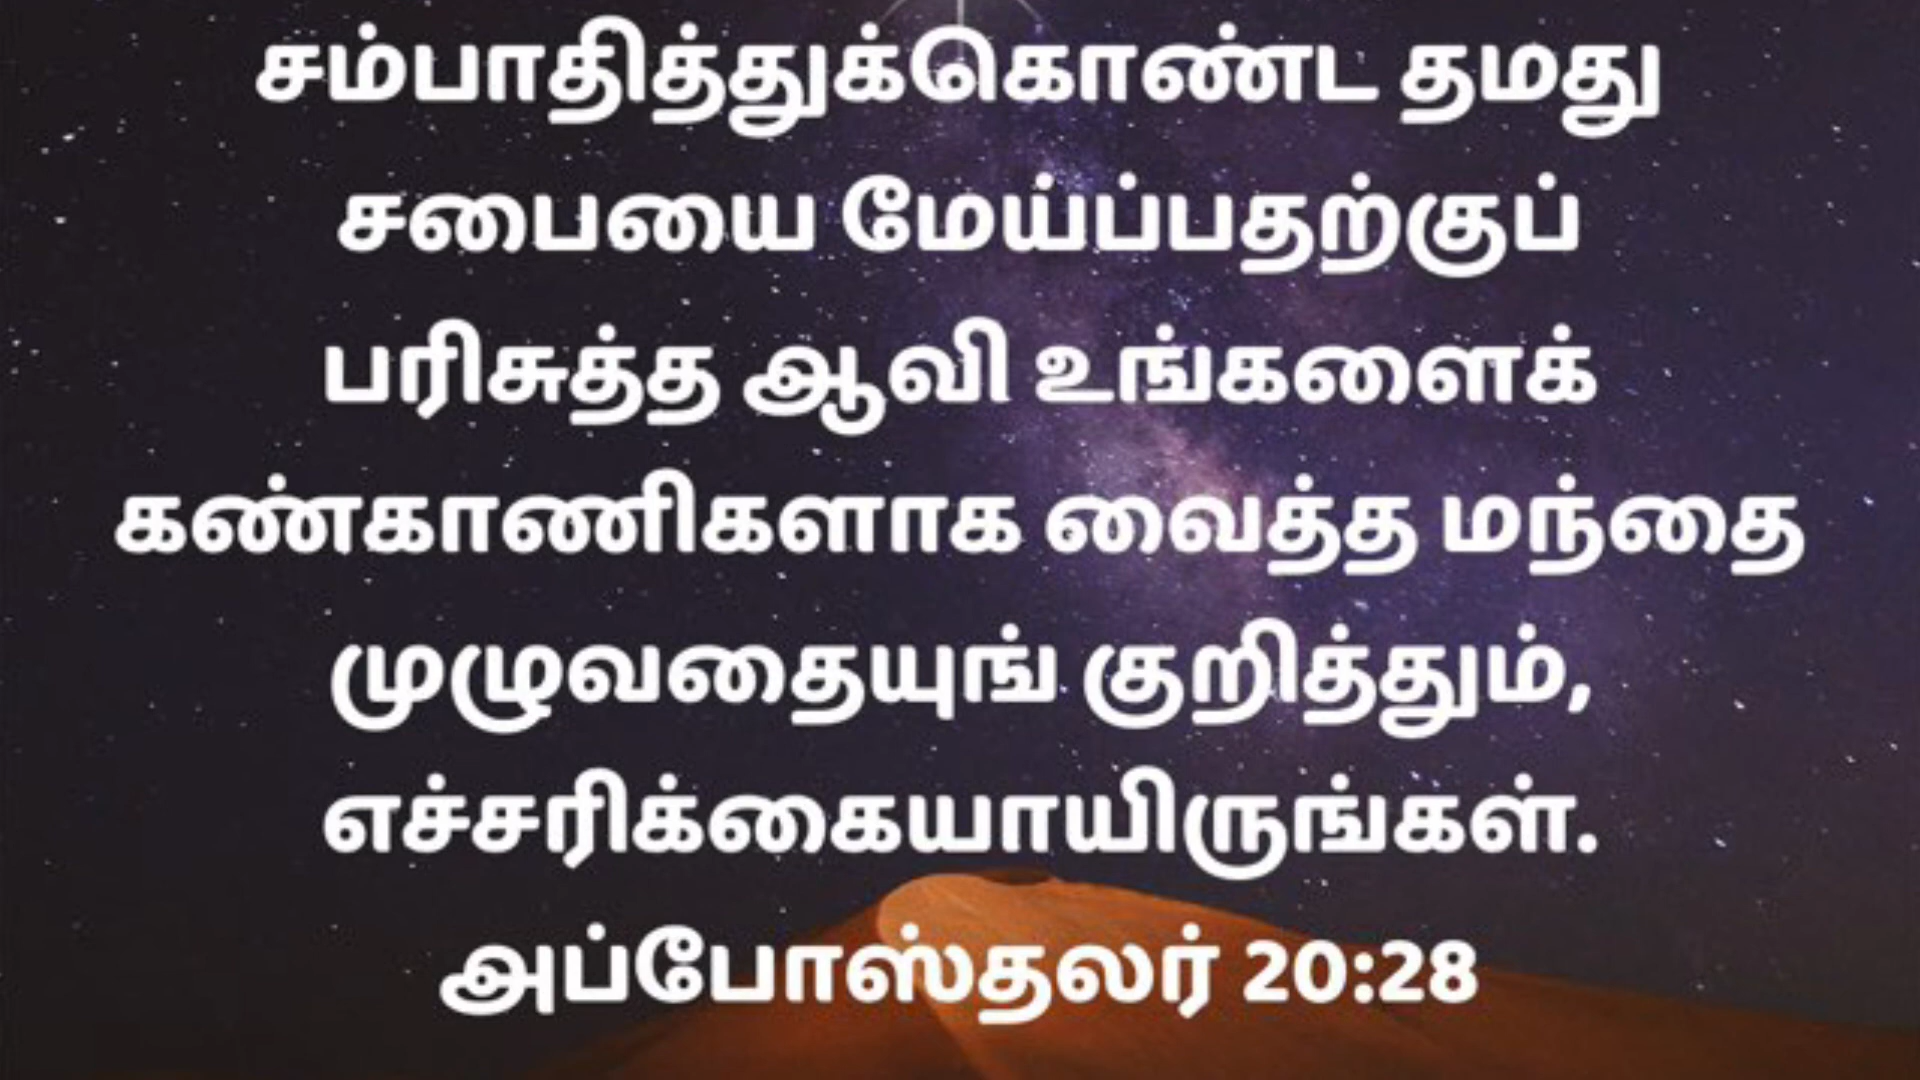 சம்பாதித்துக்கொண்ட தமது
சபையை மேய்ப்பதற்குப்
பரிசுத்த ஆவி உங்களைக்
கண்காணிகளாக வைத்த மந்தை
முழுவதையுங் குறித்தும்,
எச்சரிக்கையாயிருங்கள்.
அப்போஸ்தலர் 20:28